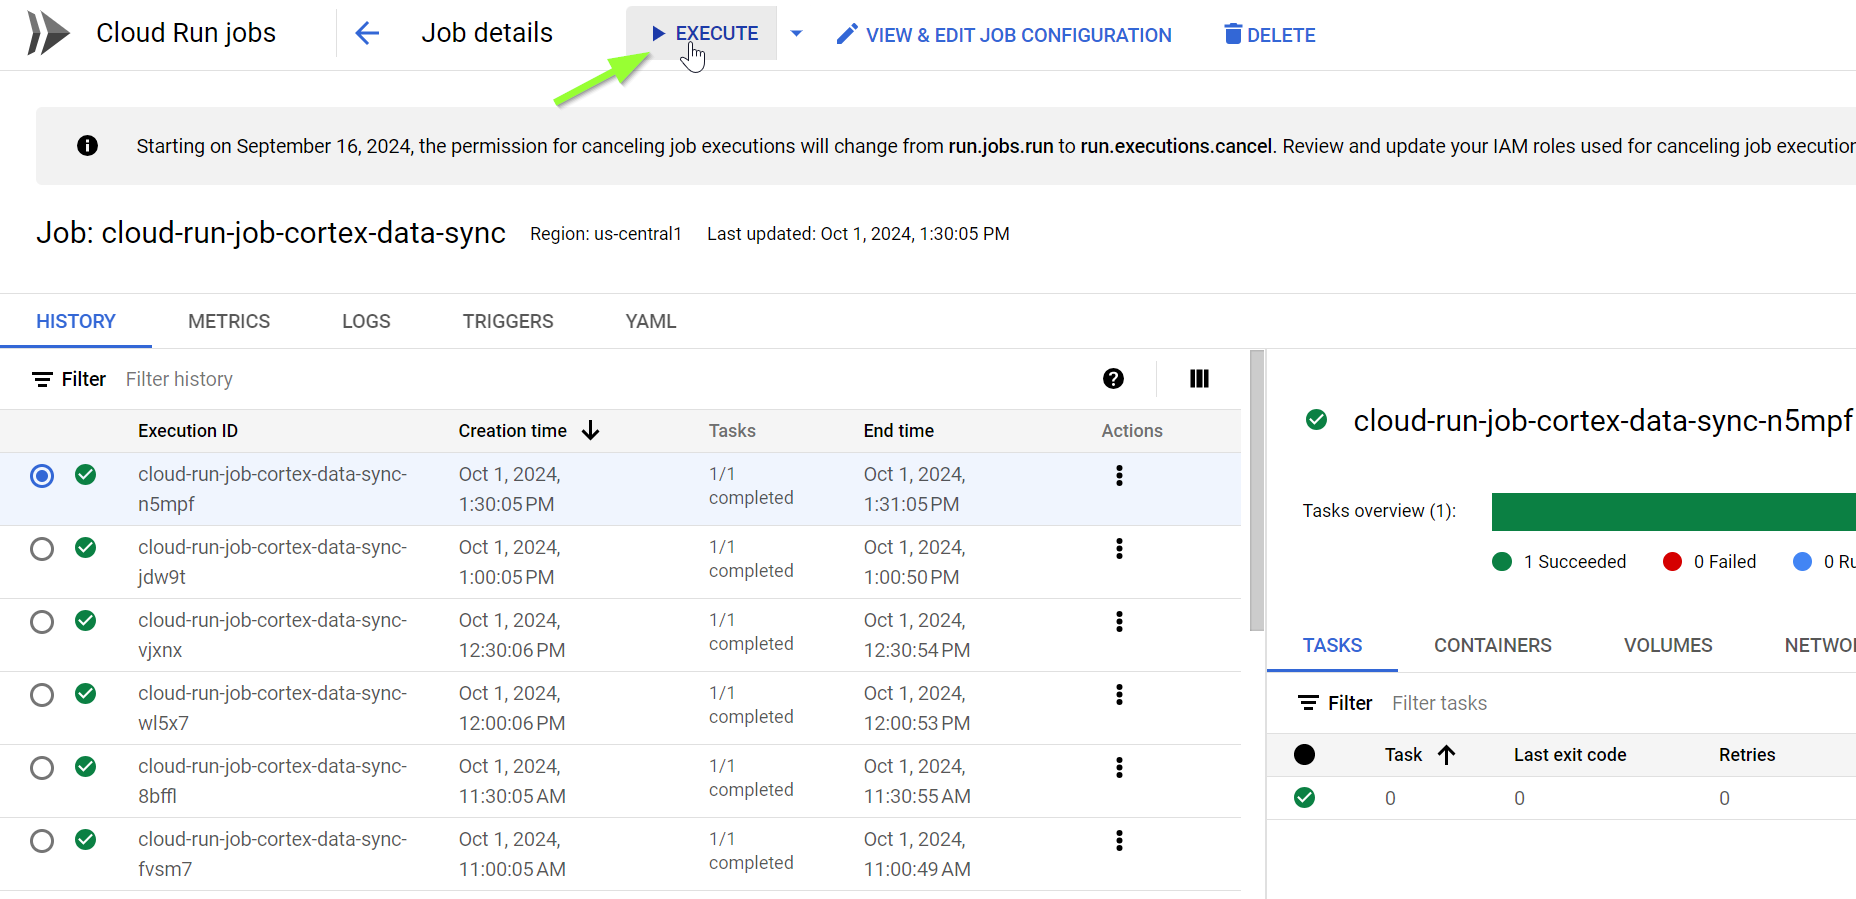 Cloud Run jobs
Job details
EXECUTE
VIEW & EDIT JOB CONFIGURATION
DELETE
Starting on September 16, 2024, the permission for canceling job executions will change from run.jobs.run to run.executions.cancel. Review and update your IAM roles used for canceling job execution
Job: cloud-run-job-cortex-data-sync
Region: us-central1
Last updated: Oct 1, 2024, 1:30:05 PM
HISTORY
METRICS
LOGS
TRIGGERS
YAML
Filter
Filter history
Execution ID
Creation time
Tasks
End time
Actions
cloud-run-job-cortex-data-sync-
n5mpf
Oct 1, 2024,
1:30:05 PM
1/1
completed
Oct 1, 2024,
1:31:05 PM
cloud-run-job-cortex-data-sync-
jdw9t
Oct 1, 2024,
1:00:05 PM
1/1
completed
Oct 1, 2024,
1:00:50 PM
cloud-run-job-cortex-data-sync-
vjxnx
Oct 1, 2024,
12:30:06 PM
1/1
completed
Oct 1, 2024,
12:30:54 PM
cloud-run-job-cortex-data-sync-
wl5x7
Oct 1, 2024,
12:00:06 PM
1/1
completed
Oct 1, 2024,
12:00:53 PM
cloud-run-job-cortex-data-sync-
8bffl
Oct 1, 2024,
11:30:05 AM
1/1
completed
Oct 1, 2024,
11:30:55 AM
cloud-run-job-cortex-data-sync-
fvsm7
Oct 1, 2024,
11:00:05 AM
1/1
completed
Oct 1, 2024,
11:00:49 AM
cloud-run-job-cortex-data-sync-n5mpf
Tasks overview (1):
1 Succeeded
0 Failed
0 Ru
TASKS
CONTAINERS
VOLUMES
NETWO
Filter
Filter tasks
Task
Last exit code
Retries
0
0
0